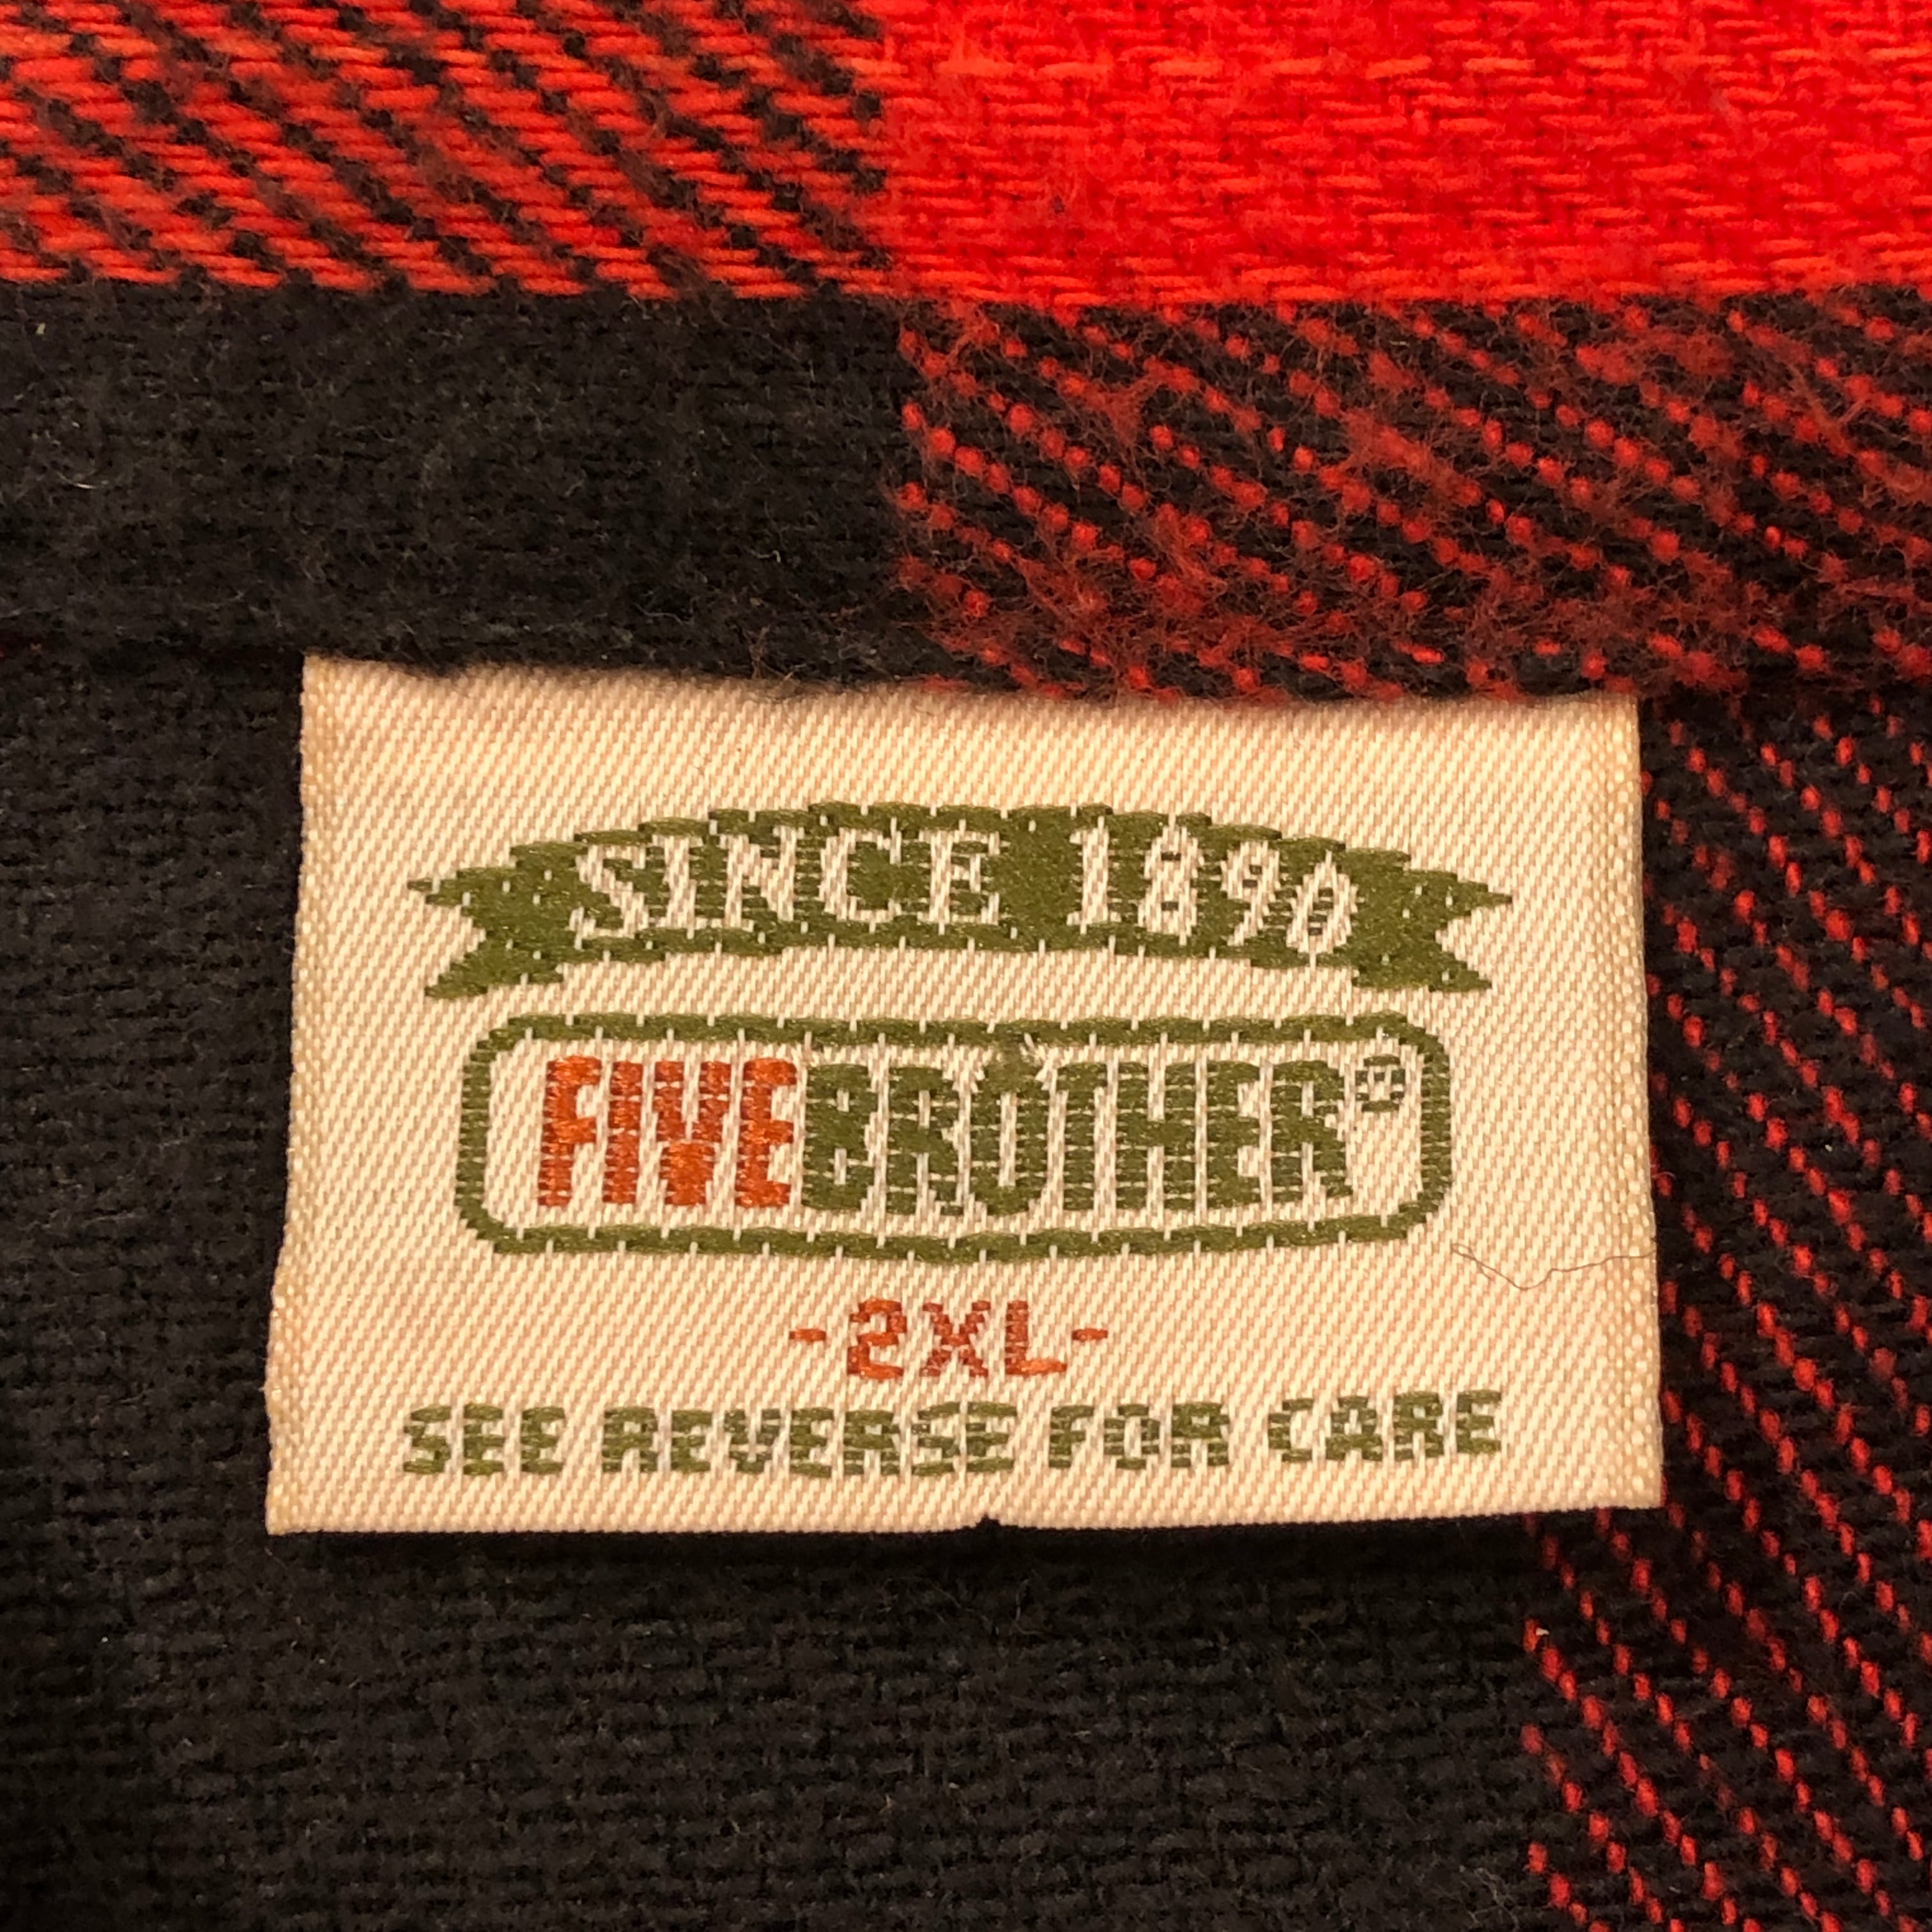 SINCE 1890
FIVEBROTHER®
-2XL-
SEE REVERSE FOR CARE